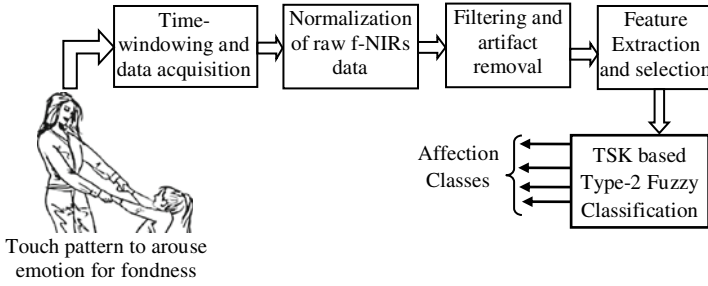 Time-
windowing and
data acquisition
Normalization
of raw f-NIRs
data
Filtering and
artifact
removal
Feature
Extraction
and selection
TSK based
Type-2 Fuzzy
Classification
Affection
Classes
Touch pattern to arouse
emotion for fondness